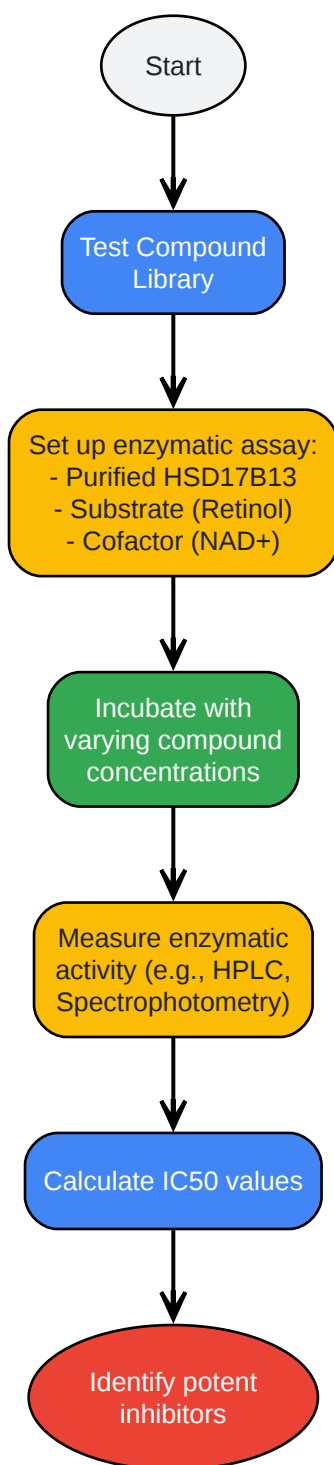 Start
Test Compound
Library
Set up enzymatic assay:
- Purified HSD17B13
- Substrate (Retinol)
- Cofactor (NAD+)
Incubate with
varying compound
concentrations
Measure enzymatic
activity (e.g., HPLC,
Spectrophotometry)
Calculate IC50 values
Identify potent
inhibitors